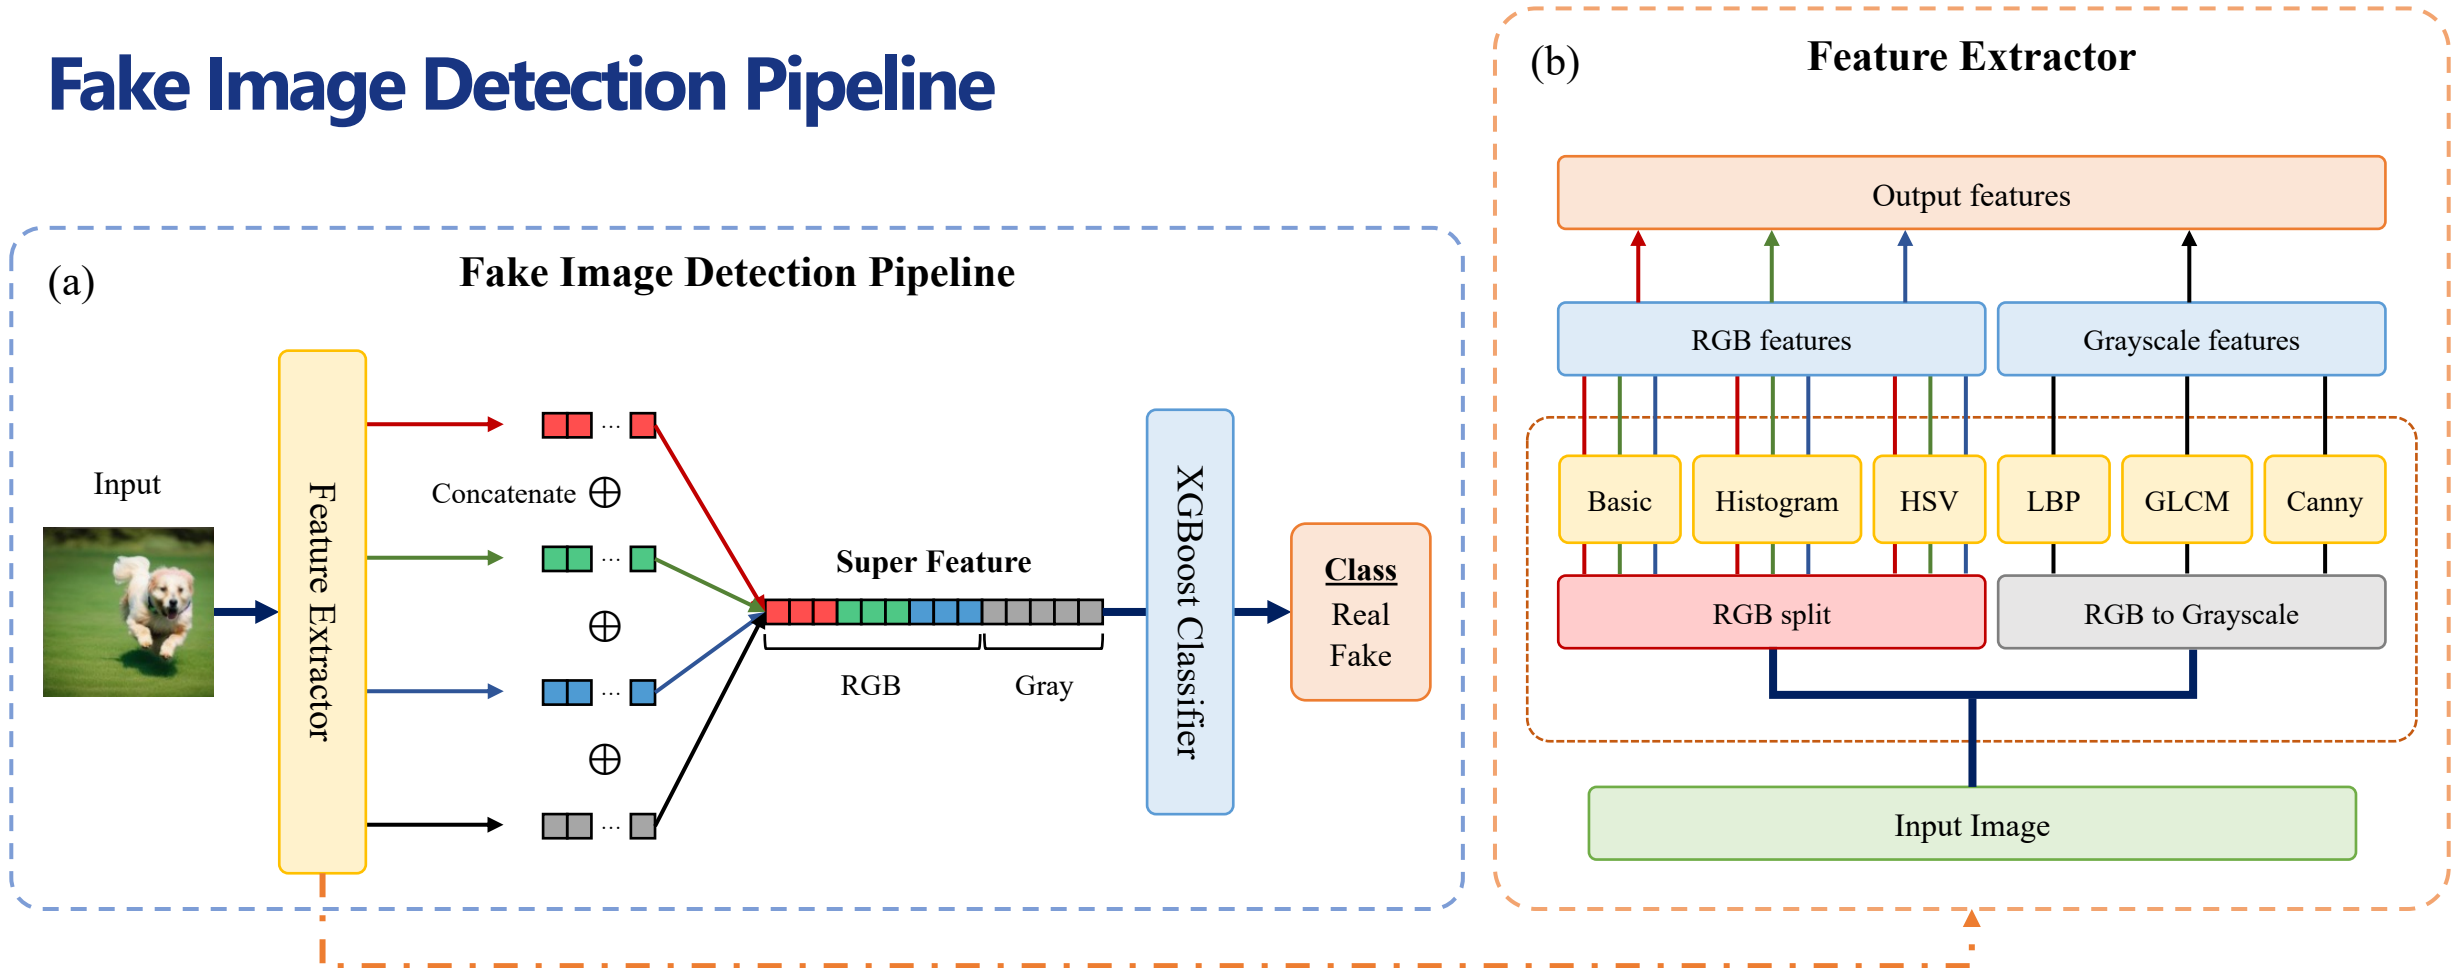 Fake Image Detection Pipeline
(a)
Fake Image Detection Pipeline
Input
Feature Extractor
...
Concatenate
...
...
...
Super Feature
RGB
Gray
XGBoost Classifier
Class
Real
Fake
(b)
Feature Extractor
Output features
RGB features
Grayscale features
Basic
Histogram
HSV
LBP
GLCM
Canny
RGB split
RGB to Grayscale
Input Image